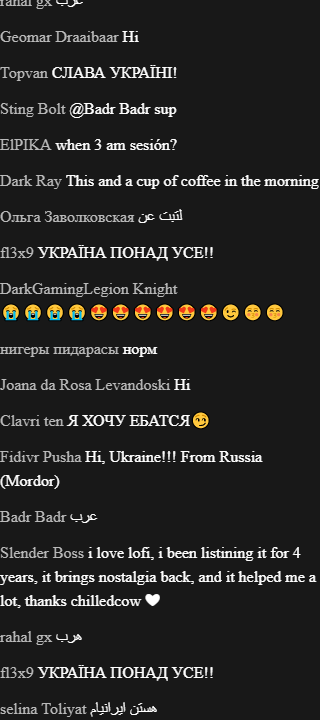 rahal gx عرب
Geomar Draaibaar Hi
Topvan СЛАВА УКРАЇНІ!
Sting Bolt @Badr Badr sup
ElPIKA when 3 am sesión?
Dark Ray This and a cup of coffee in the morning
Ольга Заволковская لتبت عن
fl3x9 УКРАЇНА ПОНАД УСЕ!!
DarkGamingLegion Knight
😭😭😭😭😍😍😍😍😍😍😉😊😊
нигеры пидарасы норм
Joana da Rosa Levandoski Hi
Clavri ten Я ХОЧУ ЕБАТСЯ😏
Fidivr Pusha Hi, Ukraine!!! From Russia
(Mordor)
Badr Badr عرب
Slender Boss i love lofi, i been listining it for 4
years, it brings nostalgia back, and it helped me a
lot, thanks chilledcow 🤍
rahal gx هرب
fl3x9 УКРАЇНА ПОНАД УСЕ!!
selina Toliyat هستن ایرانیام